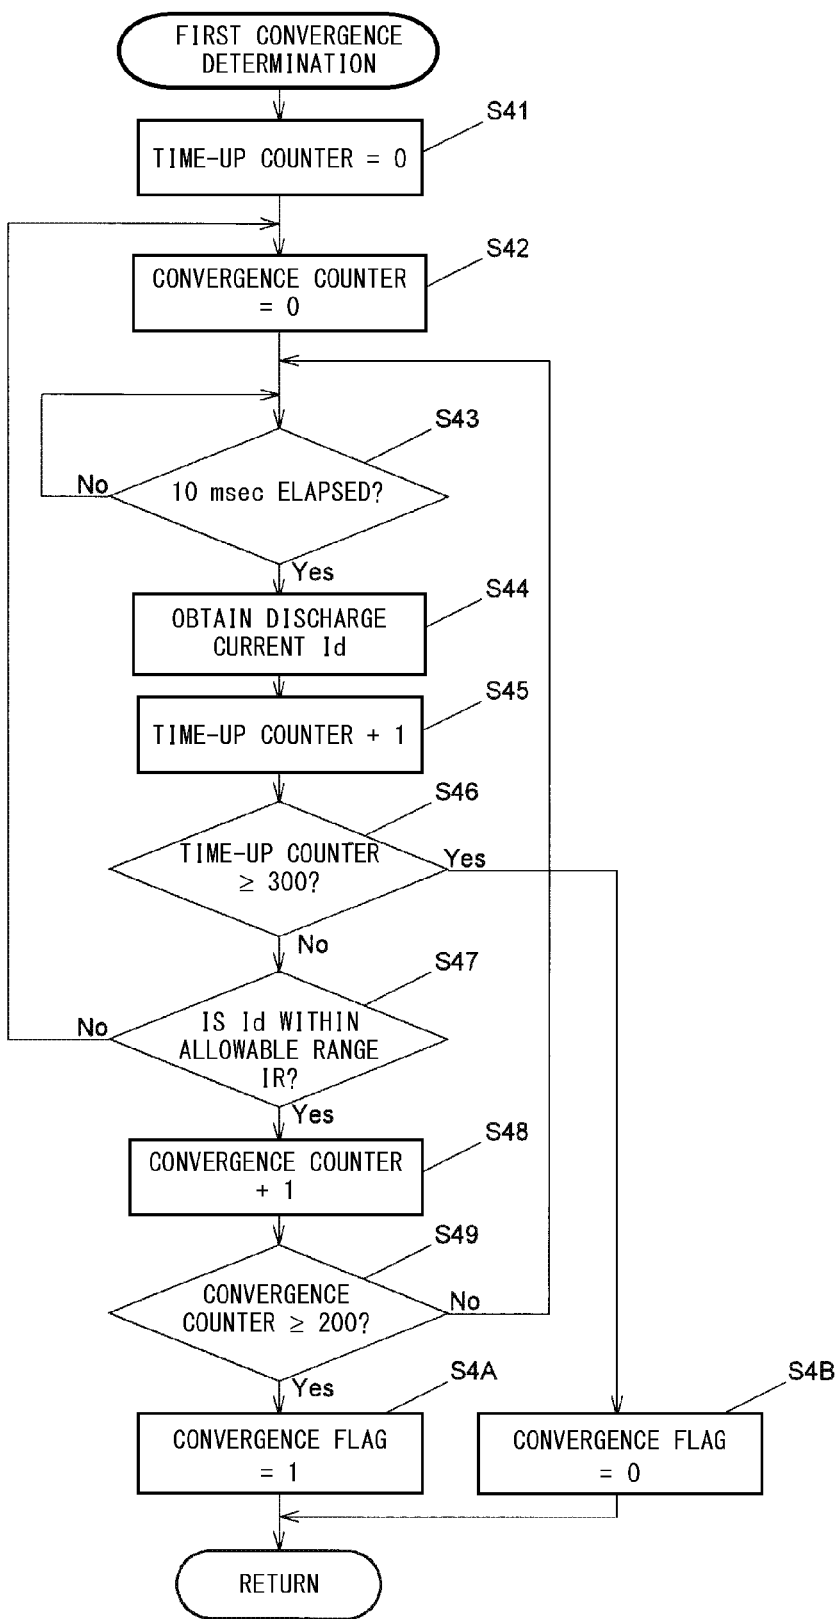 FIRST CONVERGENCE
DETERMINATION
S41
TIME-UP COUNTER = 0
S42
CONVERGENCE COUNTER
= 0
S43
10 msec ELAPSED?
No
Yes
S44
OBTAIN DISCHARGE
CURRENT Id
S45
TIME-UP COUNTER + 1
S46
TIME-UP COUNTER
≥ 300?
Yes
No
S47
IS Id WITHIN
ALLOWABLE RANGE
IR?
No
Yes
S48
CONVERGENCE COUNTER
+ 1
S49
CONVERGENCE
COUNTER ≥ 200?
No
Yes
S4A
CONVERGENCE FLAG
= 1
S4B
CONVERGENCE FLAG
= 0
RETURN